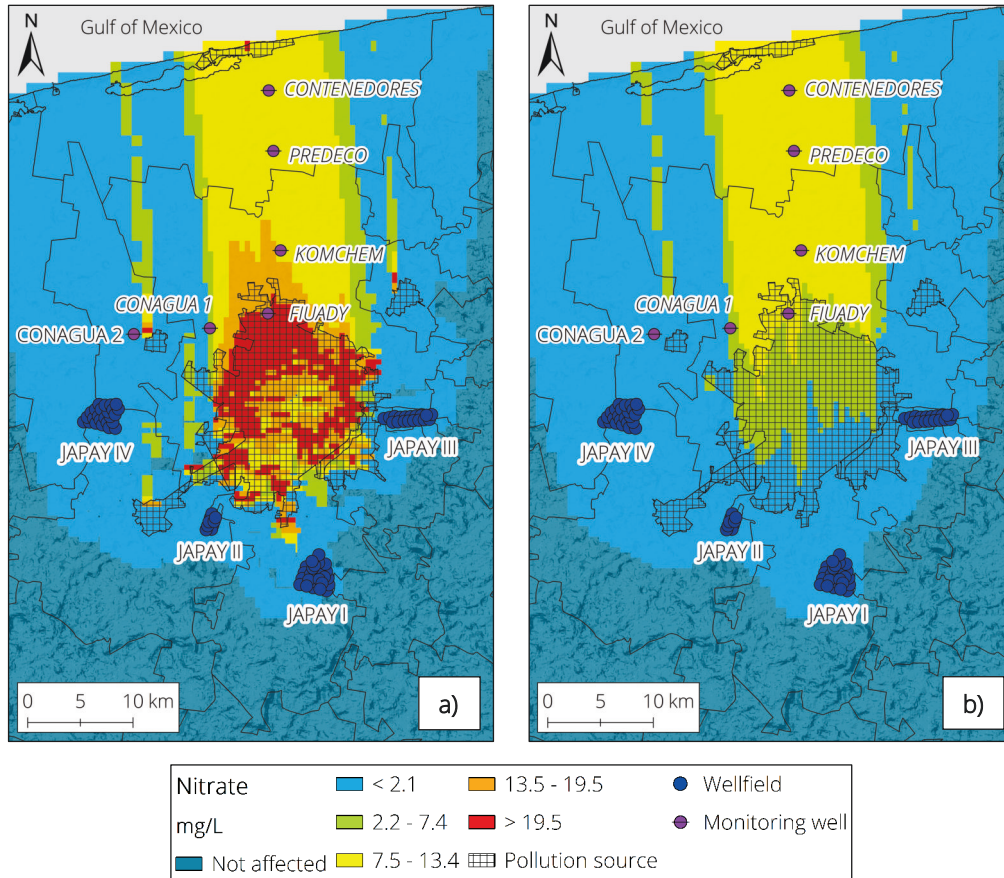 N
Gulf of Mexico
CONTENEDORES
PREDECO
KOMCHEM
CONAGUA 1
FIUADY
CONAGUA 2
JAPAY IV
JAPAY III
JAPAY II
JAPAY I
0 5 10 km
a)
N
Gulf of Mexico
CONTENEDORES
PREDECO
KOMCHEM
CONAGUA 1
FIUADY
CONAGUA 2
JAPAY IV
JAPAY III
JAPAY II
JAPAY I
0 5 10 km
b)
Nitrate < 2.1 13.5 - 19.5 Wellfield
mg/L 2.2 - 7.4 > 19.5 Monitoring well
Not affected 7.5 - 13.4 Pollution source